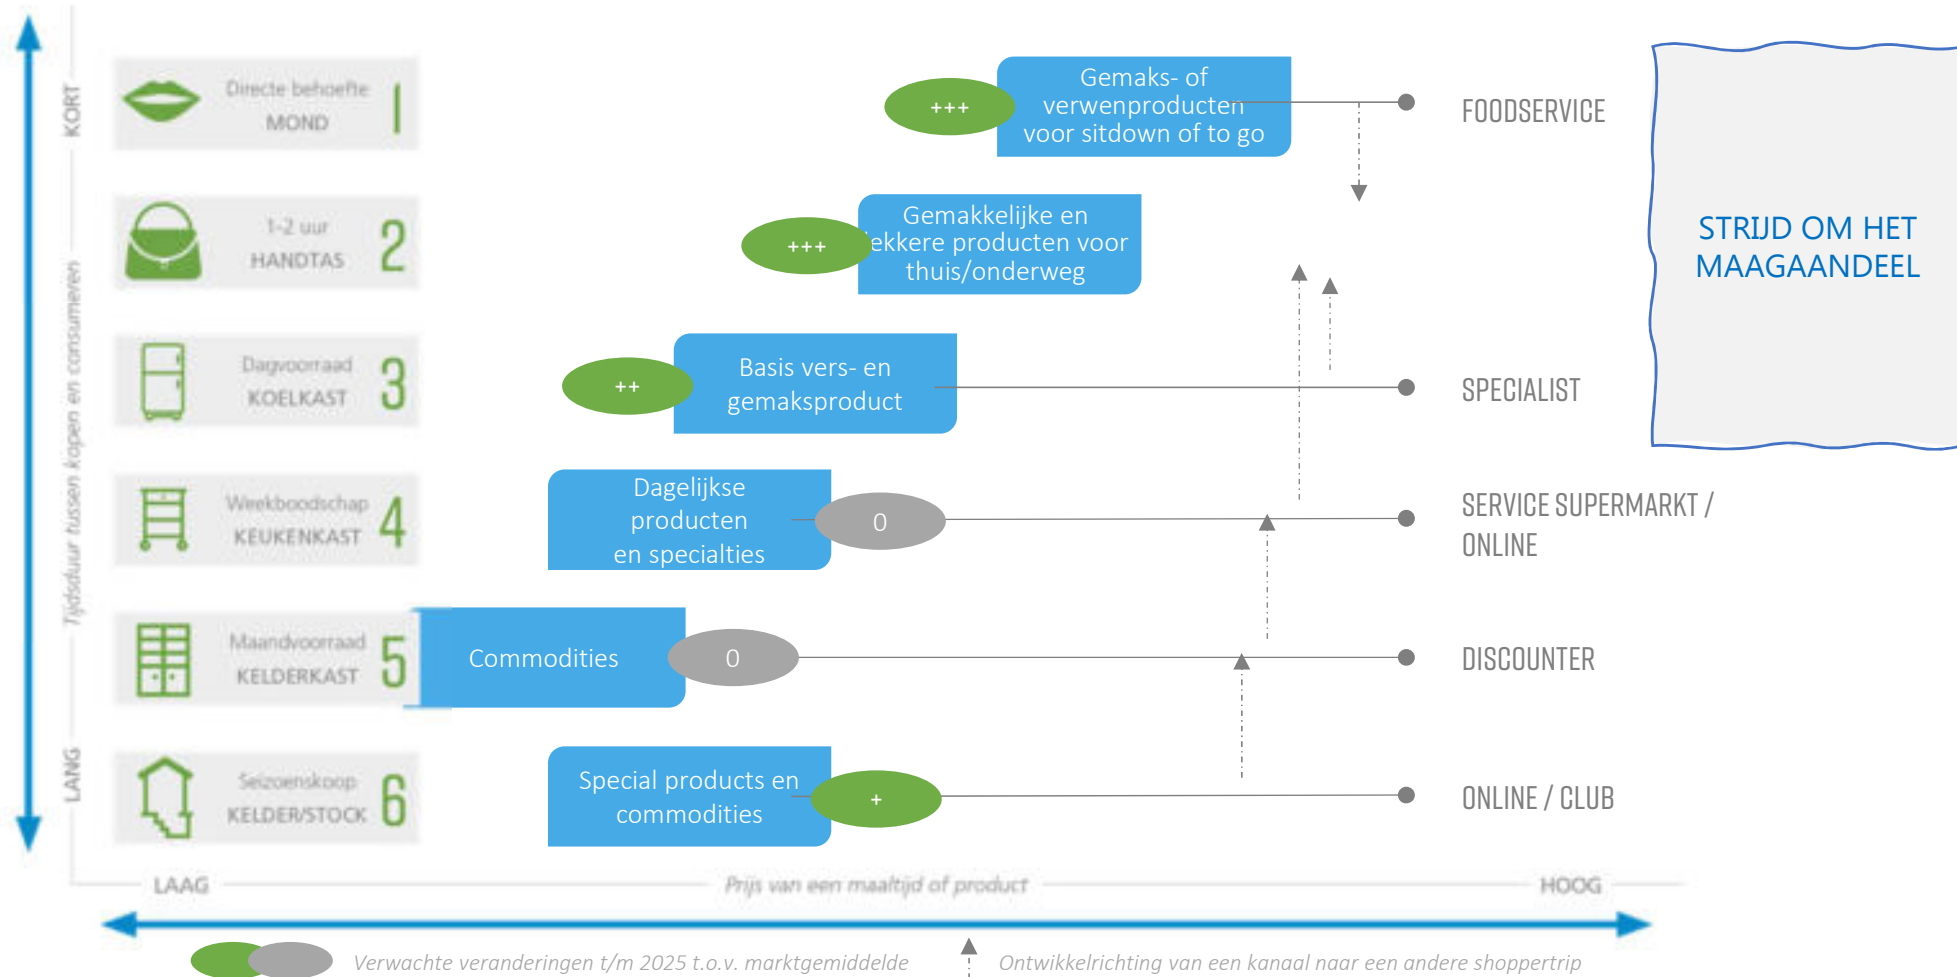 KORT
Tijdsduur tussen kopen en consumeren
LANG
Directe behoefte
MOND
1
+++
Gemaks- of
verwenproducten
voor sitdown of to go
FOODSERVICE
1-2 uur
HANDTAS
2
+++
Gemakkelijke en
lekkere producten voor
thuis/onderweg
STRIJD OM HET
MAAGAANDEEL
Dagvoorraad
KOELKAST
3
++
Basis vers- en
gemaksproduct
SPECIALIST
Weekboodschap
KEUKENKAST
4
Dagelijkse
producten
en specialties
0
SERVICE SUPERMARKT /
ONLINE
Maandvoorraad
KELDERKAST
5
Commodities
0
DISCOUNTER
Seizoenskoop
KELDER/STOCK
6
Special products en
commodities
+
ONLINE / CLUB
LAAG
Prijs van een maaltijd of product
HOOG
Verwachte veranderingen t/m 2025 t.o.v. marktgemiddelde
Ontwikkelrichting van een kanaal naar een andere shoppertrip